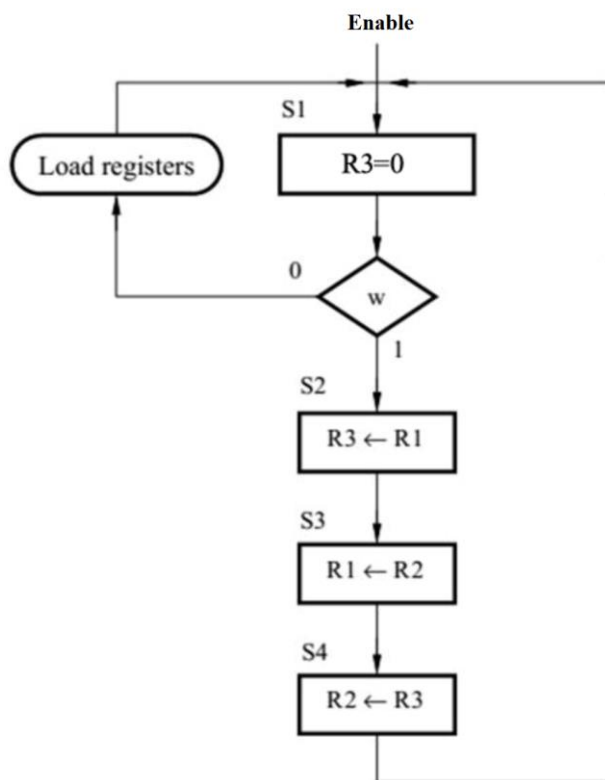 Enable
S1
Load registers
R3=0
0
w
1
S2
R3 ← R1
S3
R1 ← R2
S4
R2 ← R3